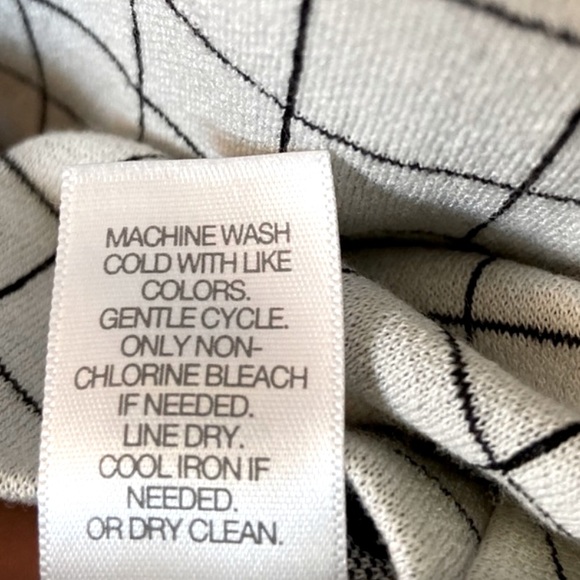 MACHINE WASH
COLD WITH LIKE
COLORS.
GENTLE CYCLE.
ONLY NON-
CHLORINE BLEACH
IF NEEDED.
LINE DRY.
COOL IRON IF
NEEDED.
OR DRY CLEAN.